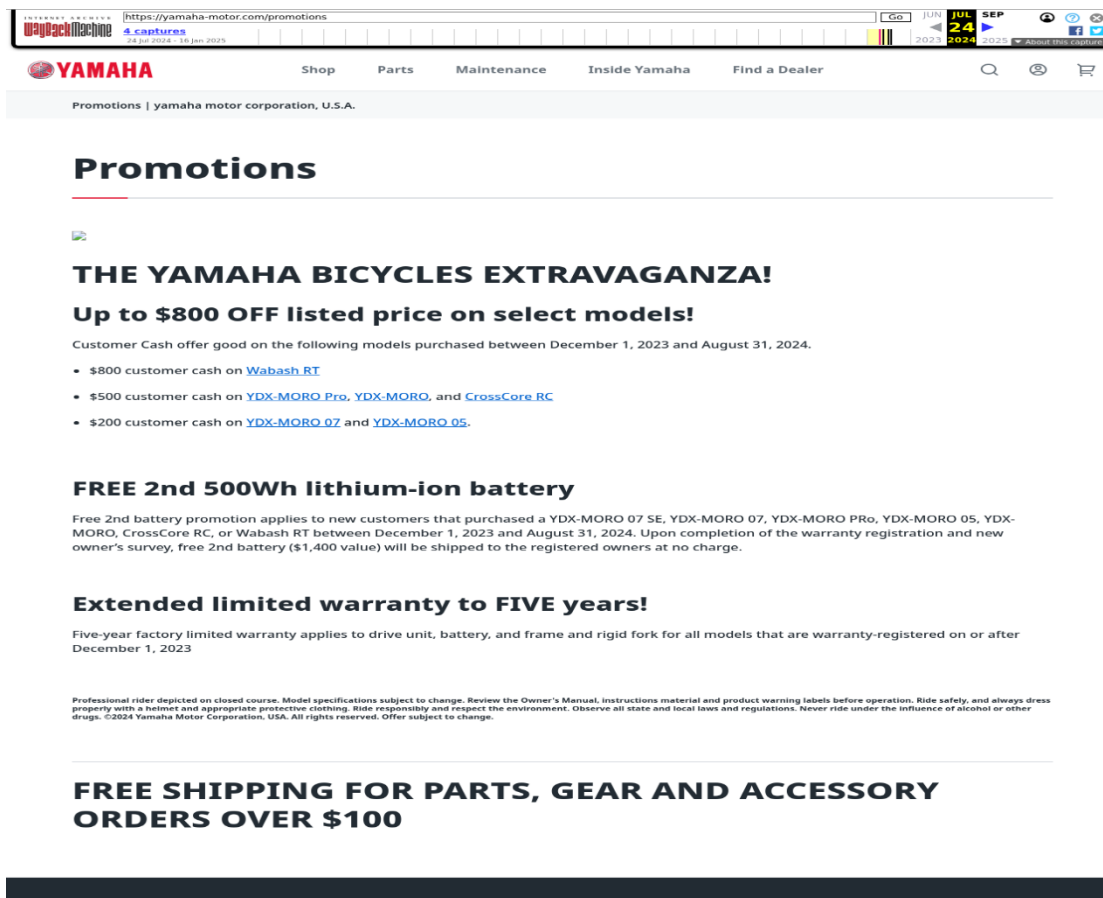 INTERNET ARCHIVE
WayBackMachine
https://yamaha-motor.com/promotions
Go
4 captures
24 Jul 2024 - 16 Jan 2025
JUN JUL SEP
24
2023 2024 2025
About this capture
YAMAHA
Shop Parts Maintenance Inside Yamaha Find a Dealer
Promotions | yamaha motor corporation, U.S.A.
Promotions
THE YAMAHA BICYCLES EXTRAVAGANZA!
Up to $800 OFF listed price on select models!
Customer Cash offer good on the following models purchased between December 1, 2023 and August 31, 2024.
• $800 customer cash on Wabash RT
• $500 customer cash on YDX-MORO Pro, YDX-MORO, and CrossCore RC
• $200 customer cash on YDX-MORO 07 and YDX-MORO 05.
FREE 2nd 500Wh lithium-ion battery
Free 2nd battery promotion applies to new customers that purchased a YDX-MORO 07 SE, YDX-MORO 07, YDX-MORO PRo, YDX-MORO 05, YDX-
MORO, CrossCore RC, or Wabash RT between December 1, 2023 and August 31, 2024. Upon completion of the warranty registration and new
owner's survey, free 2nd battery ($1,400 value) will be shipped to the registered owners at no charge.
Extended limited warranty to FIVE years!
Five-year factory limited warranty applies to drive unit, battery, and frame and rigid fork for all models that are warranty-registered on or after
December 1, 2023
Professional rider depicted on closed course. Model specifications subject to change. Review the Owner's Manual, instructions material and product warning labels before operation. Ride safely, and always dress
properly with a helmet and appropriate protective clothing. Ride responsibly and respect the environment. Observe all state and local laws and regulations. Never ride under the influence of alcohol or other
drugs. ©2024 Yamaha Motor Corporation, USA. All rights reserved. Offer subject to change.
FREE SHIPPING FOR PARTS, GEAR AND ACCESSORY
ORDERS OVER $100